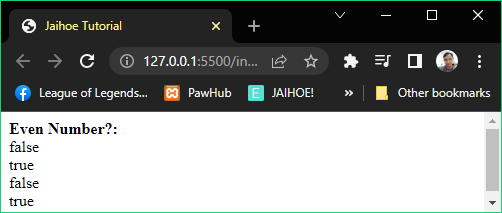 Jaihoe Tutorial
127.0.0.1:5500/in...
League of Legends... PawHub JAIHOE! Other bookmarks
Even Number?:
false
true
false
true